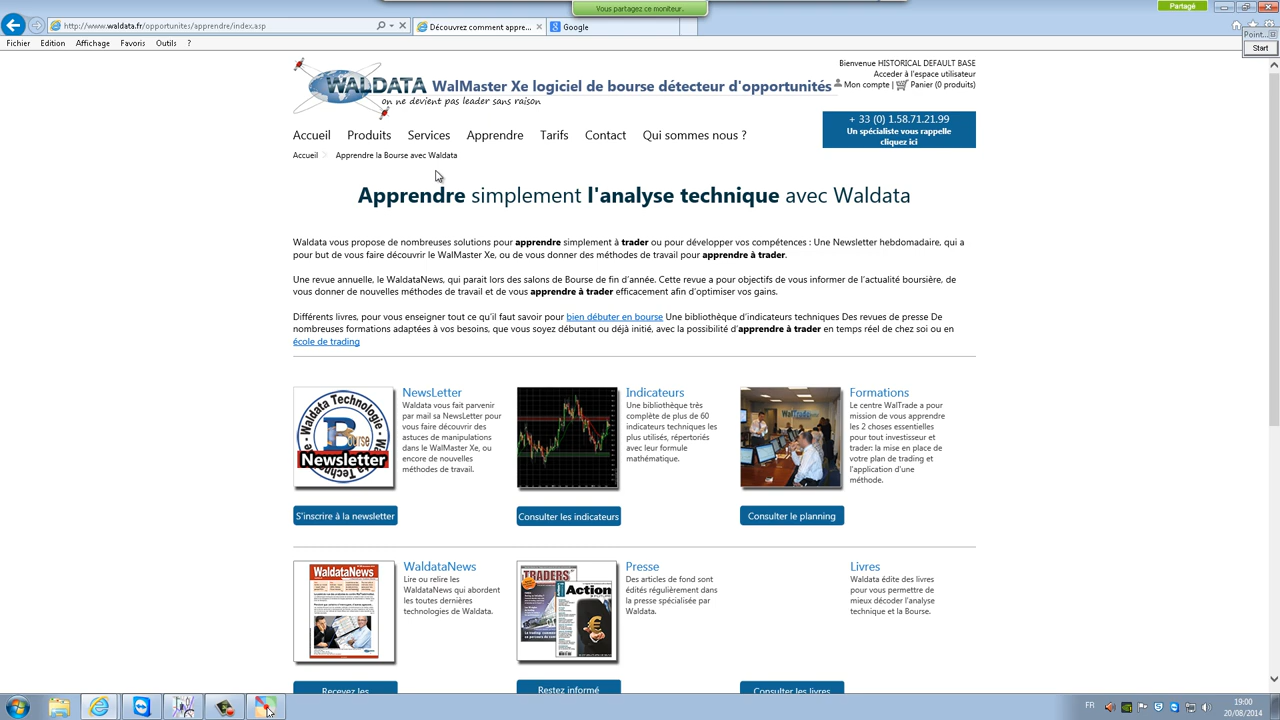 Vous partagez ce moniteur.
Partagé
http://www.waldata.fr/opportunites/apprendre/index.asp
Découvrez comment appre...
Google
Fichier Edition Affichage Favoris Outils ?
Point...
Start
Bienvenue HISTORICAL DEFAULT BASE
Acceder à l'espace utilisateur
Mon compte | Panier (0 produits)
WALDATA WalMaster Xe logiciel de bourse détecteur d'opportunités
on ne devient pas leader sans raison
+ 33 (0) 1.58.71.21.99
Un spécialiste vous rappelle
cliquez ici
Accueil Produits Services Apprendre Tarifs Contact Qui sommes nous ?
Accueil Apprendre la Bourse avec Waldata
Apprendre simplement l'analyse technique avec Waldata
Waldata vous propose de nombreuses solutions pour apprendre simplement à trader ou pour développer vos compétences : Une Newsletter hebdomadaire, qui a
pour but de vous faire découvrir le WalMaster Xe, ou de vous donner des méthodes de travail pour apprendre à trader.
Une revue annuelle, le WaldataNews, qui parait lors des salons de Bourse de fin d'année. Cette revue a pour objectifs de vous informer de l'actualité boursière, de
vous donner de nouvelles méthodes de travail et de vous apprendre à trader efficacement afin d'optimiser vos gains.
Différents livres, pour vous enseigner tout ce qu'il faut savoir pour bien débuter en bourse Une bibliothèque d'indicateurs techniques Des revues de presse De
nombreuses formations adaptées à vos besoins, que vous soyez débutant ou déjà initié, avec la possibilité d'apprendre à trader en temps réel de chez soi ou en
école de trading
NewsLetter
Waldata vous fait parvenir
par mail sa NewsLetter pour
vous faire découvrir des
astuces de manipulations
dans le WalMaster Xe, ou
encore de nouvelles
méthodes de travail.
S'inscrire à la newsletter
Indicateurs
Une bibliothèque très
complète de plus de 60
indicateurs techniques les
plus utilisés, répertoriés
avec leur formule
mathématique.
Consulter les indicateurs
Formations
Le centre WalTrade a pour
mission de vous apprendre
les 2 choses essentielles
pour tout investisseur et
trader: la mise en place de
votre plan de trading et
l'application d'une
méthode.
Consulter le planning
Newsletter
WaldataNews
WaldataNews
Lire ou relire les
WaldataNews qui abordent
les toutes dernières
technologies de Waldata.
Recevez les
TRADERS'
Action
Presse
Des articles de fond sont
édités régulièrement dans
la presse spécialisée par
Waldata.
Restez informé
Livres
Waldata édite des livres
pour vous permettre de
mieux décoder l'analyse
technique et la Bourse.
Consulter les livres
FR
19:00
20/08/2014